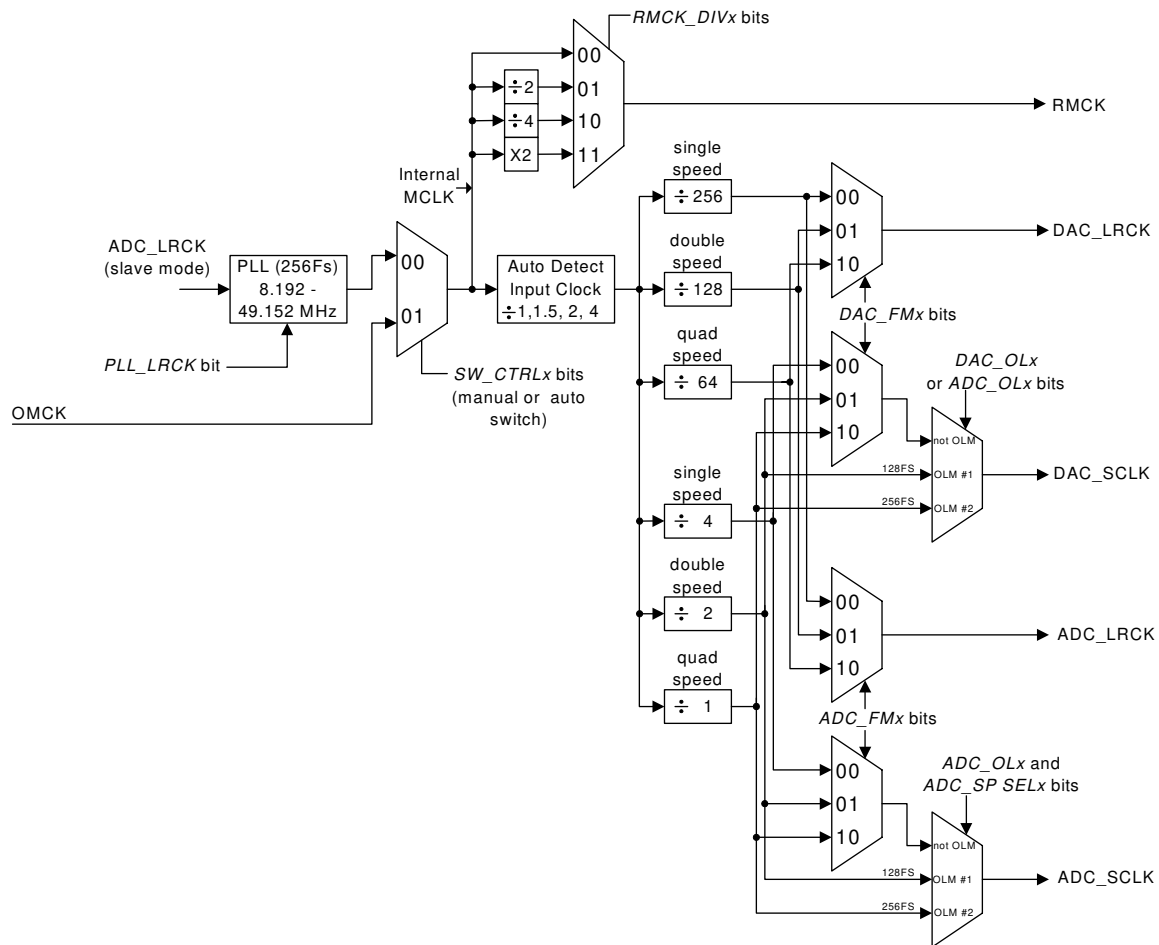 RMCK_DIVx bits
00
÷2
01
÷4
10
X2
11
RMCK
Internal
MCLK
single
speed
÷ 256
00
01
10
DAC_LRCK
ADC_LRCK
(slave mode)
PLL (256Fs)
8.192 -
49.152 MHz
00
01
Auto Detect
Input Clock
÷1,1.5, 2, 4
double
speed
÷ 128
DAC_FMx bits
PLL_LRCK bit
SW_CTRLx bits
(manual or auto
switch)
quad
speed
÷ 64
00
01
10
DAC_OLx
or ADC_OLx bits
OMCK
not OLM
128FS
OLM #1
256FS
OLM #2
DAC_SCLK
single
speed
÷ 4
double
speed
÷ 2
00
01
10
ADC_LRCK
quad
speed
÷ 1
ADC_FMx bits
00
01
10
ADC_OLx and
ADC_SP SELx bits
not OLM
128FS
OLM #1
256FS
OLM #2
ADC_SCLK